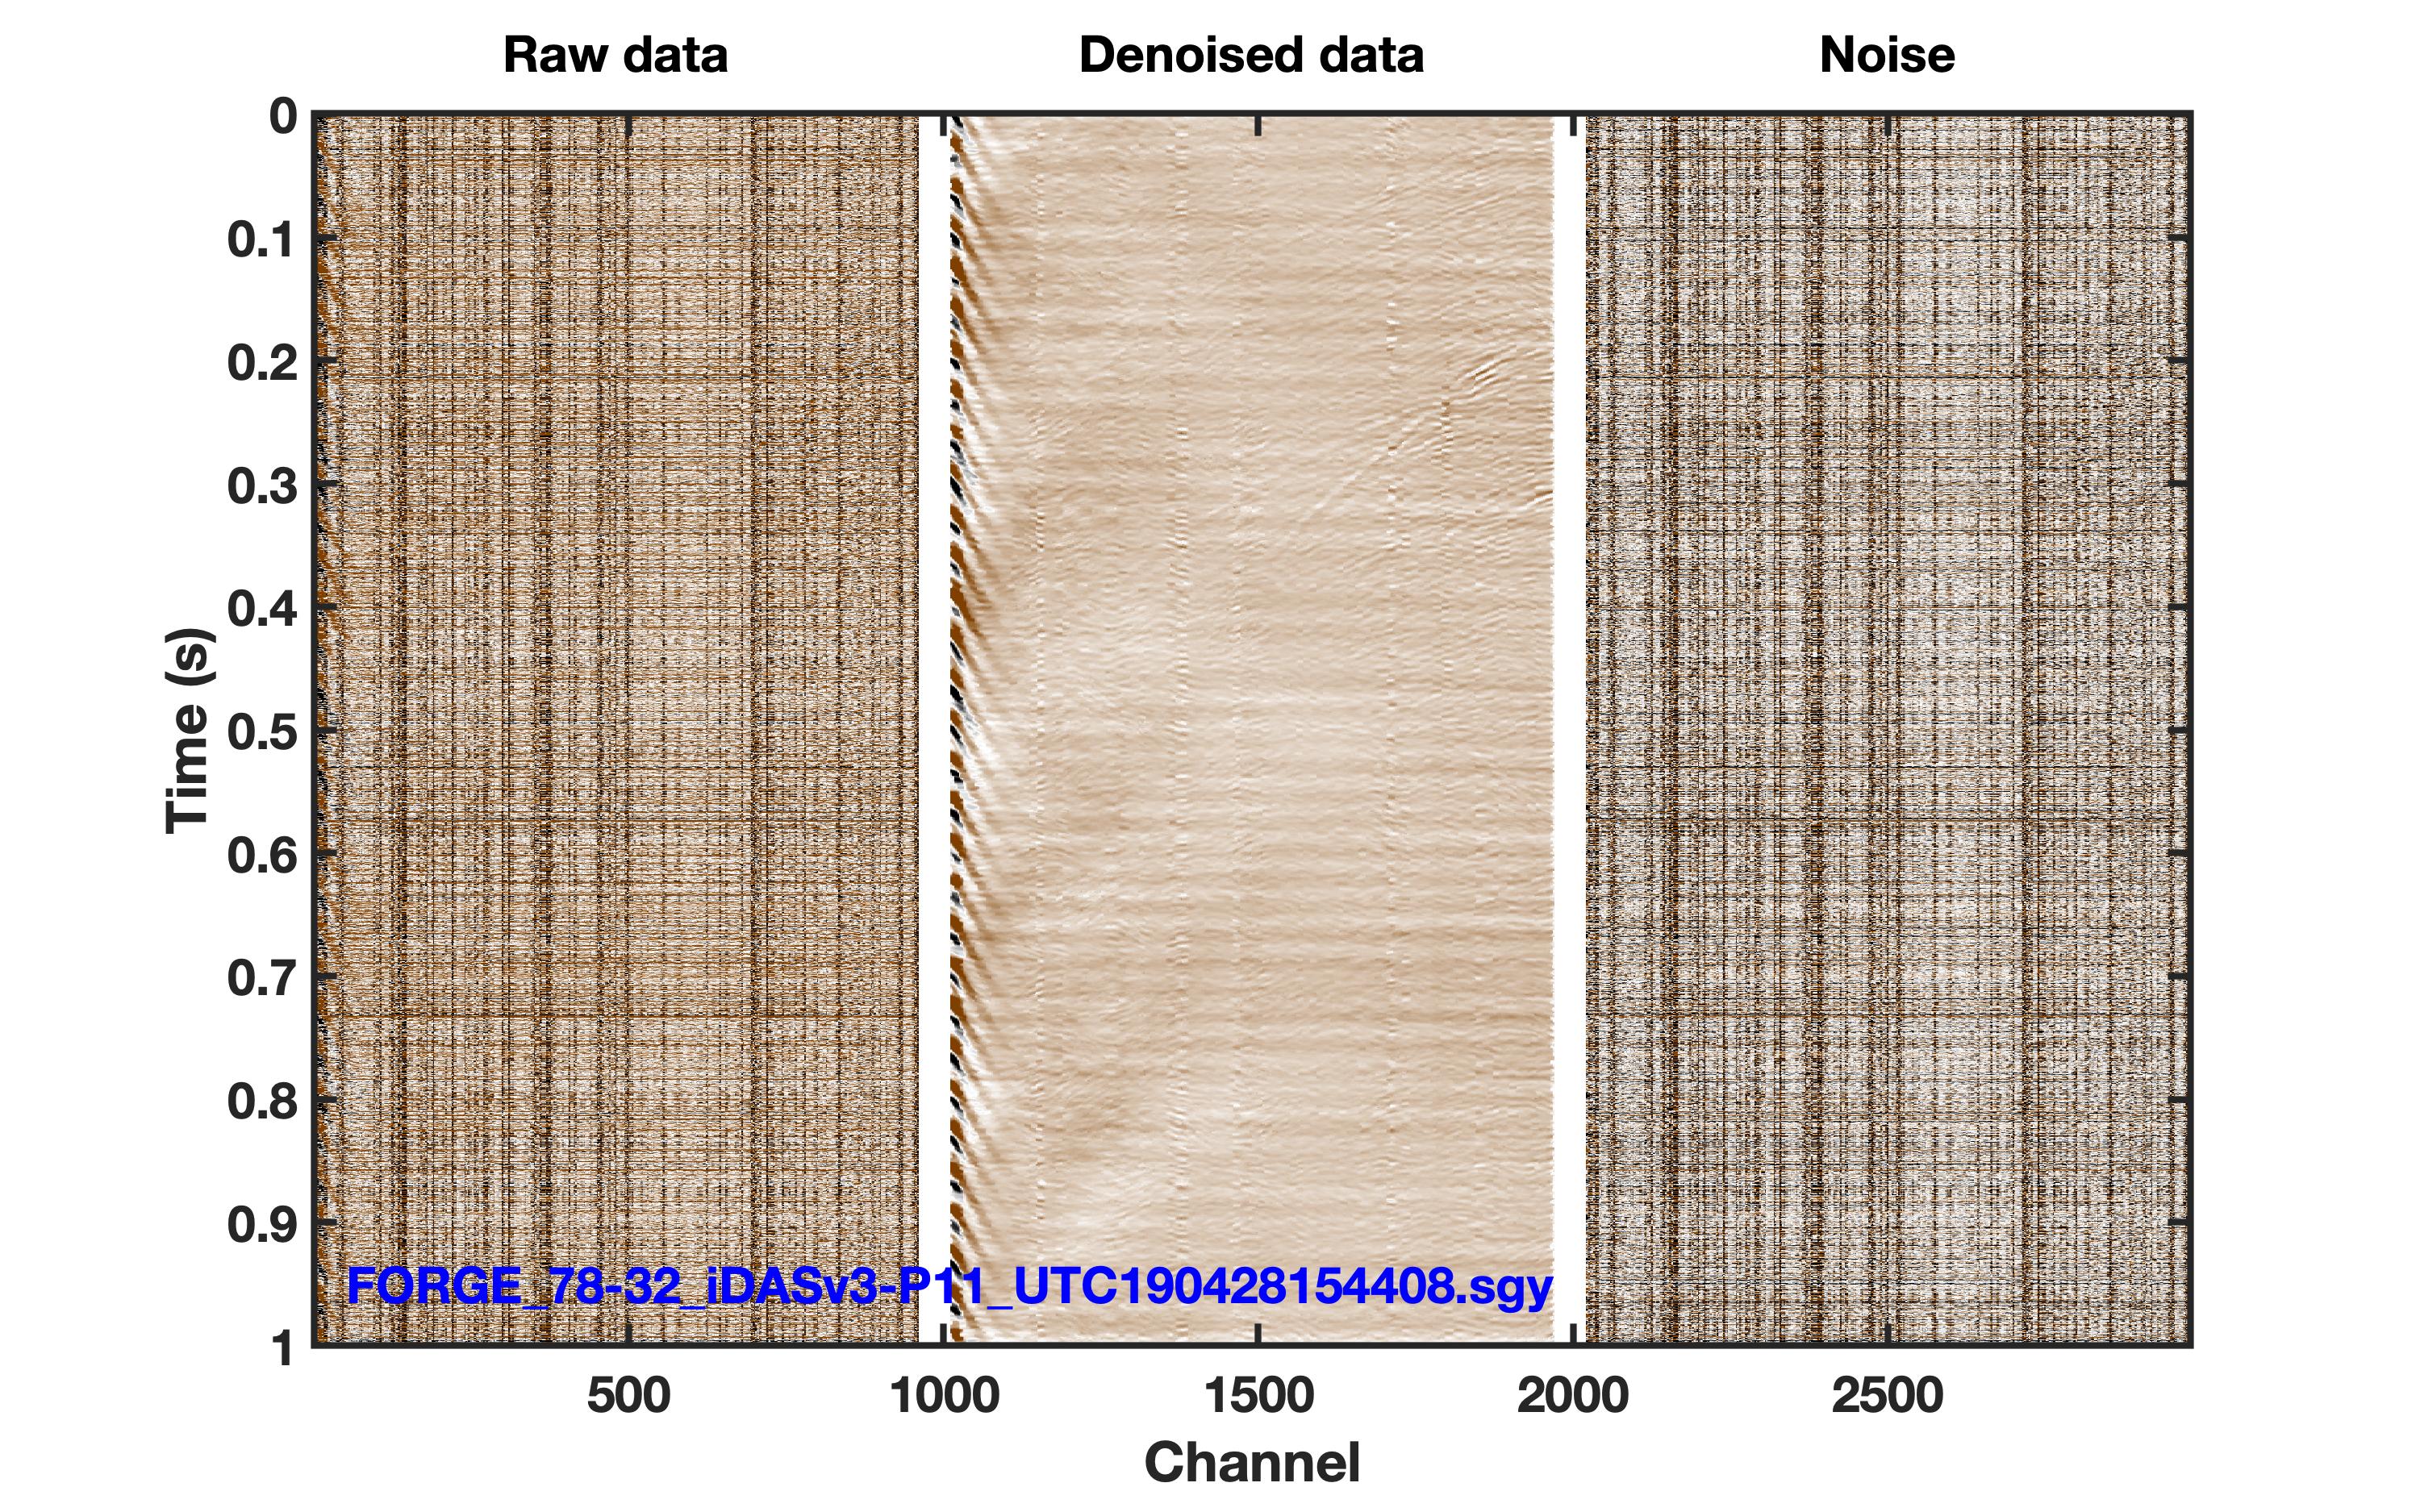 Raw data
Denoised data
Noise
0
0.1
0.2
0.3
0.4
0.5
0.6
0.7
0.8
0.9
1
Time (s)
FORGE_78-32_iDASv3-P11_UTC190428154408.sgy
500
1000
1500
2000
2500
Channel